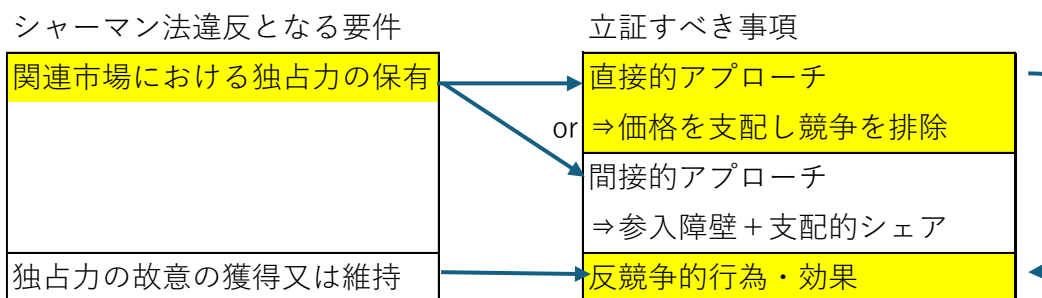 シャーマン法違反となる要件
立証すべき事項
関連市場における独占力の保有
直接的アプローチ
or
⇒価格を支配し競争を排除
間接的アプローチ
⇒参入障壁+支配的シェア
独占力の故意の獲得又は維持
反競争的行為・効果